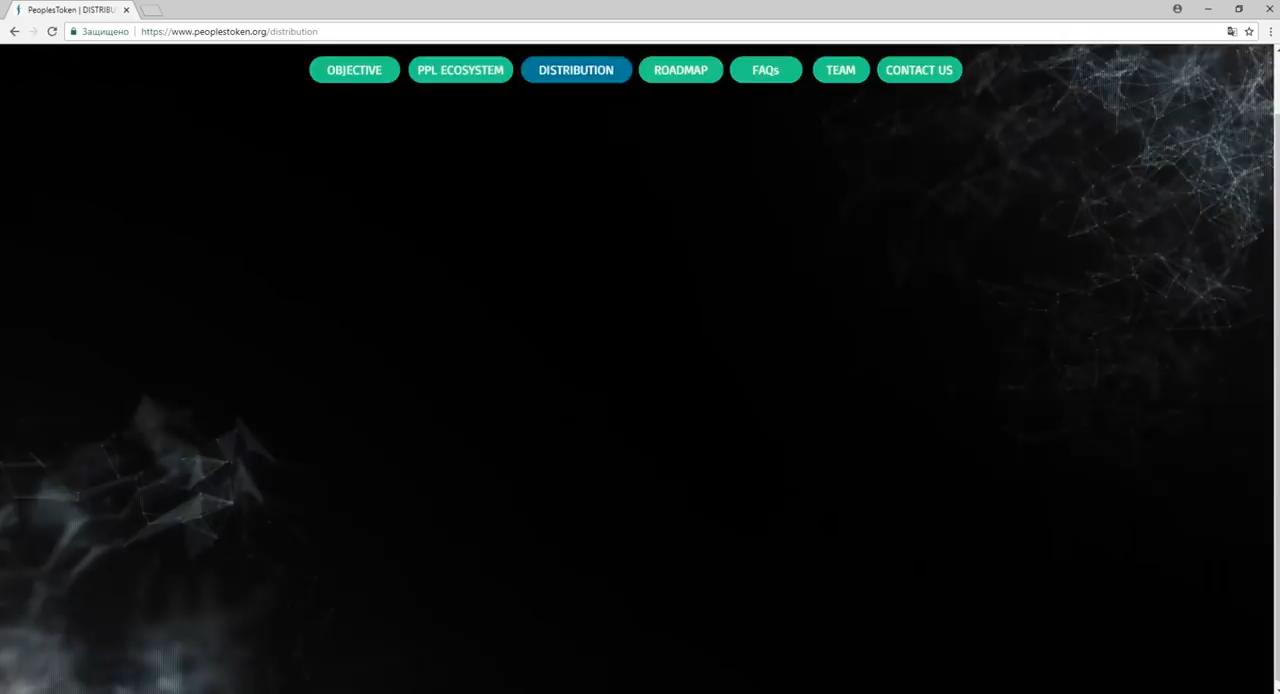 PeoplesToken | DISTRIBU
Защищено
https://www.peoplestoken.org/distribution
OBJECTIVE
PPL ECOSYSTEM
DISTRIBUTION
ROADMAP
FAQs
TEAM
CONTACT US